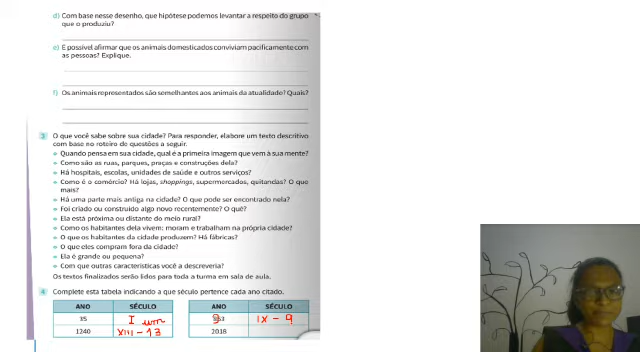 d) Com base nesse desenho, que hipótese podemos levantar a respeito do grupo
que o produziu?
e) É possível afirmar que os animais domesticados conviviam pacificamente com
as pessoas? Explique.
f) Os animais representados são semelhantes aos animais da atualidade? Quais?
3 O que você sabe sobre sua cidade? Para responder, elabore um texto descritivo
com base no roteiro de questões a seguir.
Quando pensa em sua cidade, qual é a primeira imagem que vem à sua mente?
Como são as ruas, parques, praças e construções dela?
Há hospitais, escolas, unidades de saúde e outros serviços?
Como é o comércio? Há lojas, shoppings, supermercados, quitandas? O que
mais?
Há uma parte mais antiga na cidade? O que pode ser encontrado nela?
Foi criado ou construído algo novo recentemente? O quê?
Ela está próxima ou distante do meio rural?
Como os habitantes dela vivem: moram e trabalham na própria cidade?
O que os habitantes da cidade produzem? Há fábricas?
O que eles compram fora da cidade?
Ela é grande ou pequena?
Com que outras características você a descreveria?
Os textos finalizados serão lidos para toda a turma em sala de aula.
4 Complete esta tabela indicando a que século pertence cada ano citado.
ANO SÉCULO ANO SÉCULO
35 I um IX - 9
1240 XIII - 13 2018